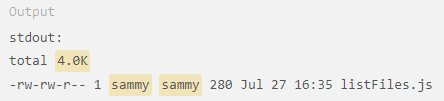 Output
stdout:
total 4.0K
-rw-rw-r-- 1 sammy sammy 280 Jul 27 16:35 listFiles.js